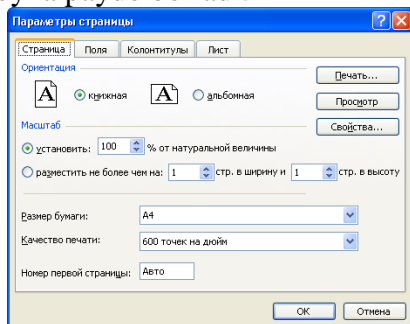 Параметры страницы
Страница Поля Колонтитулы Лист
Ориентация
A книжная A альбомная
Печать...
Просмотр
Свойства...
Масштаб
установить: 100 % от натуральной величины
разместить не более чем на: 1 стр. в ширину и 1 стр. в высоту
Размер бумаги: A4
Качество печати: 600 точек на дюйм
Номер первой страницы: Авто
ОК Отмена